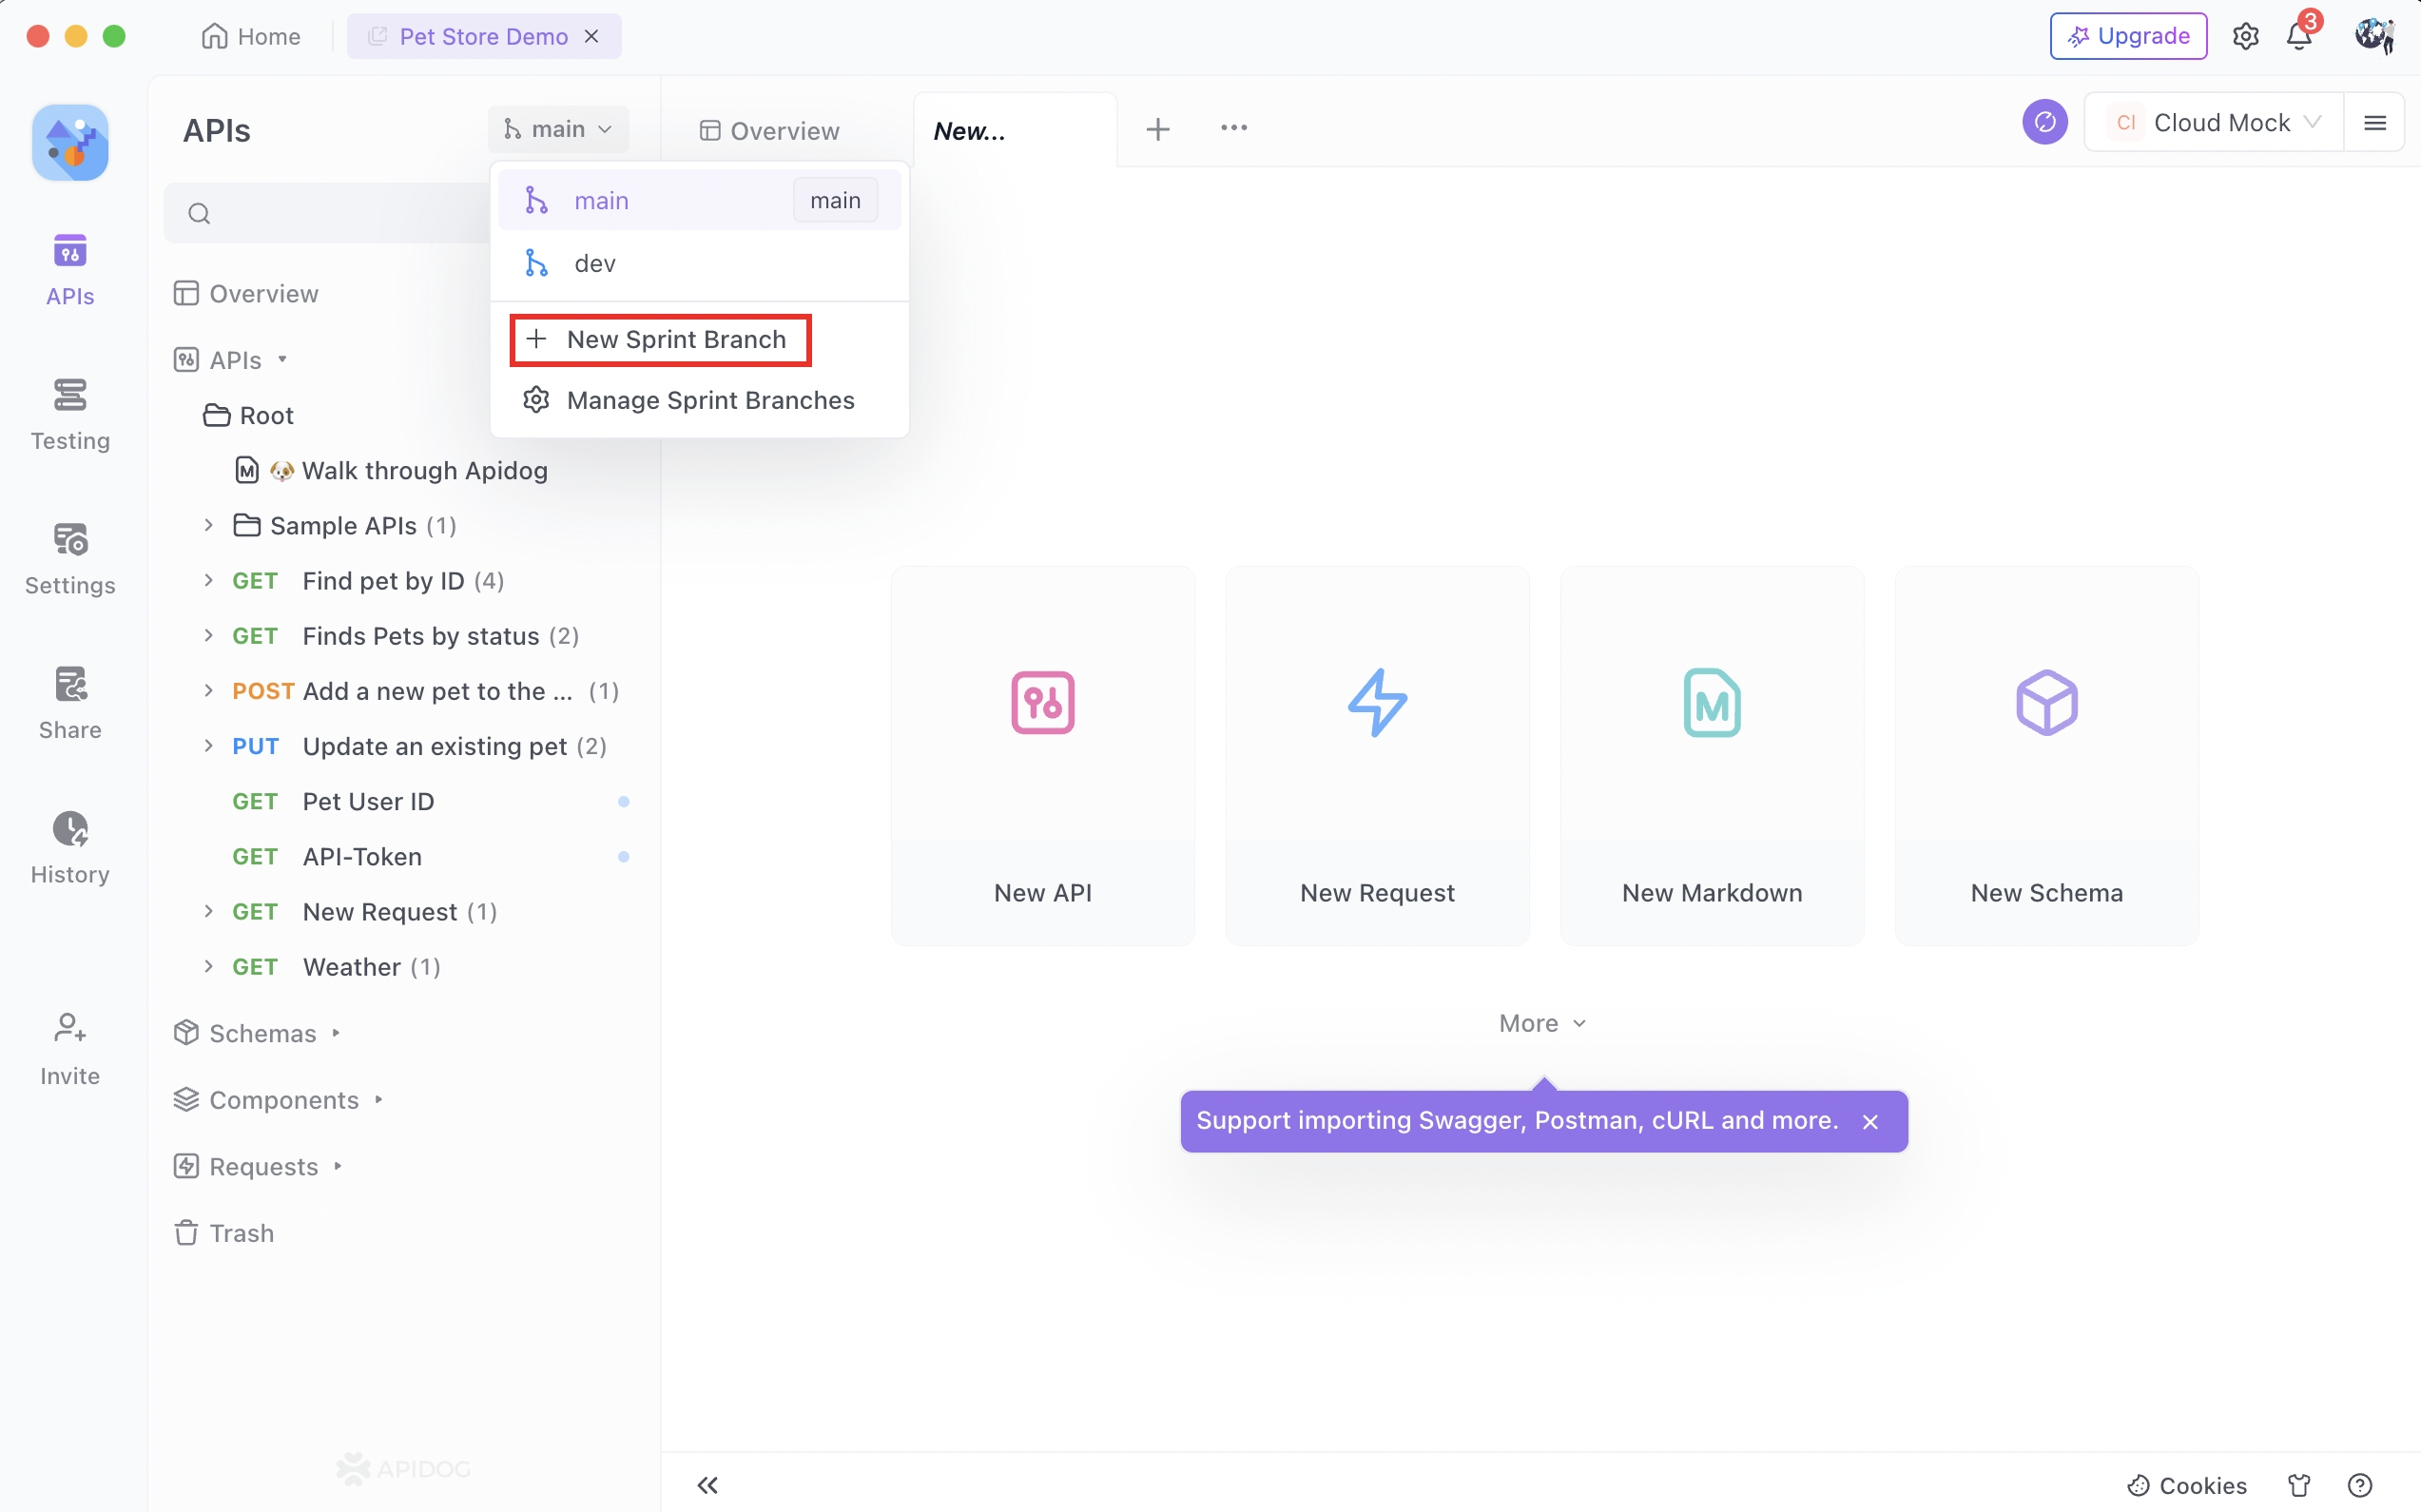 Home
Pet Store Demo
Upgrade
3
APIs
main
Overview
New...
CI Cloud Mock
main main
dev
New Sprint Branch
Manage Sprint Branches
APIs
Testing
Settings
Share
History
Invite
Overview
APIs
Root
M 🐶 Walk through Apidog
Sample APIs (1)
GET Find pet by ID (4)
GET Finds Pets by status (2)
POST Add a new pet to the ... (1)
PUT Update an existing pet (2)
GET Pet User ID
GET API-Token
GET New Request (1)
GET Weather (1)
Schemas
Components
Requests
Trash
APIDOG
New API
New Request
M
New Markdown
New Schema
More
Support importing Swagger, Postman, cURL and more.
Cookies